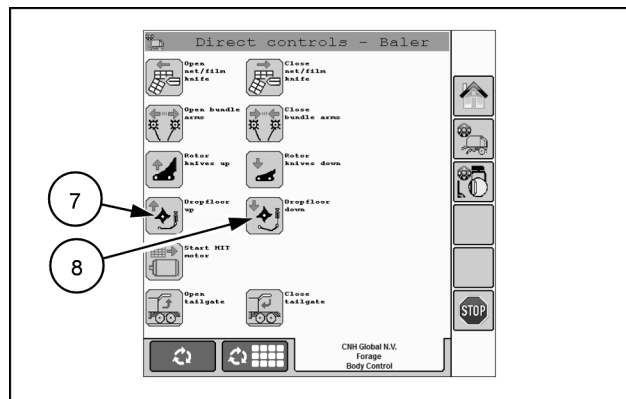 Direct controls - Baler
Open net/film knife
Close net/film knife
Open bundle arms
Close bundle arms
Rotor knives up
Rotor knives down
7
Dropfloor up
Dropfloor down
8
Start MIT motor
Open tailgate
Close tailgate
STOP
CNH Global N.V.
Forage
Body Control